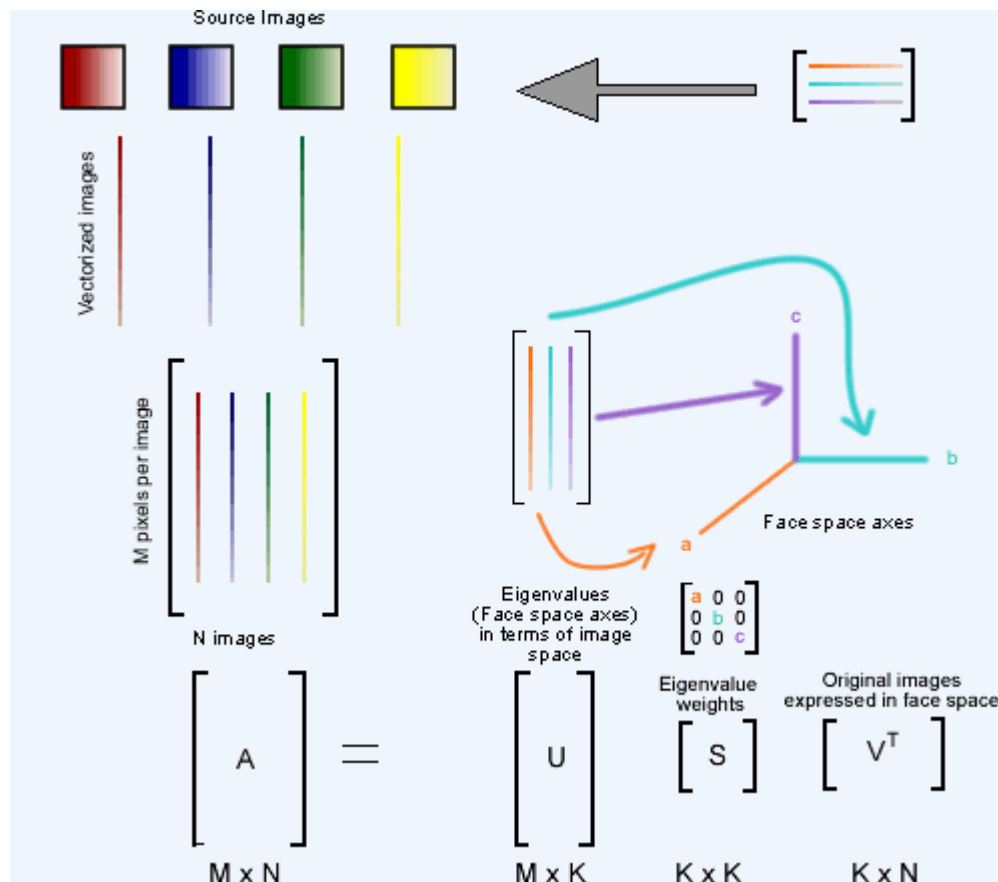 Source Images
Vectorized images
c
b
a
Face space axes
M pixels per image
N images
Eigenvalues
(Face space axes)
in terms of image
space
a 0 0
0 b 0
0 0 c
Eigenvalue
weights
Original images
expressed in face space
A = U S V^T
M x N M x K K x K K x N